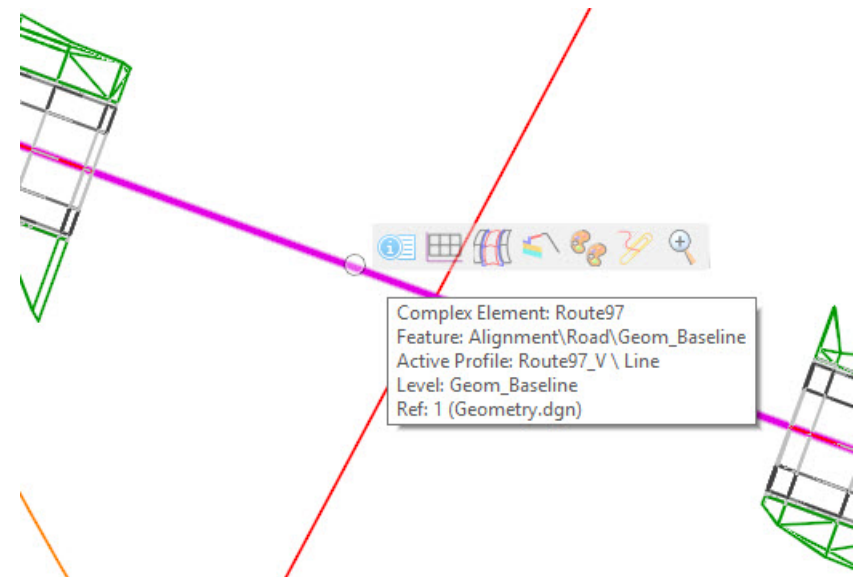 Complex Element: Route97
Feature: Alignment\Road\Geom_Baseline
Active Profile: Route97_V \ Line
Level: Geom_Baseline
Ref: 1 (Geometry.dgn)